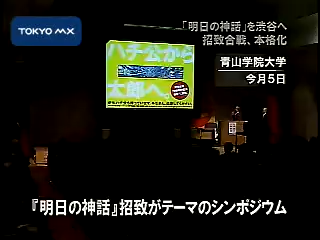 TOKYO MX
「明日の神話」を渋谷へ
招致合戦、本格化
青山学院大学
今月5日
ハチ公から
太郎へ。
『明日の神話』招致がテーマのシンポジウム